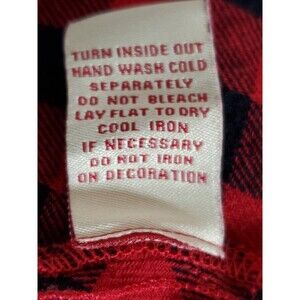 TURN INSIDE OUT
HAND WASH COLD
SEPARATELY
DO NOT BLEACH
LAY FLAT TO DRY
COOL IRON
IF NECESSARY
DO NOT IRON
ON DECORATION